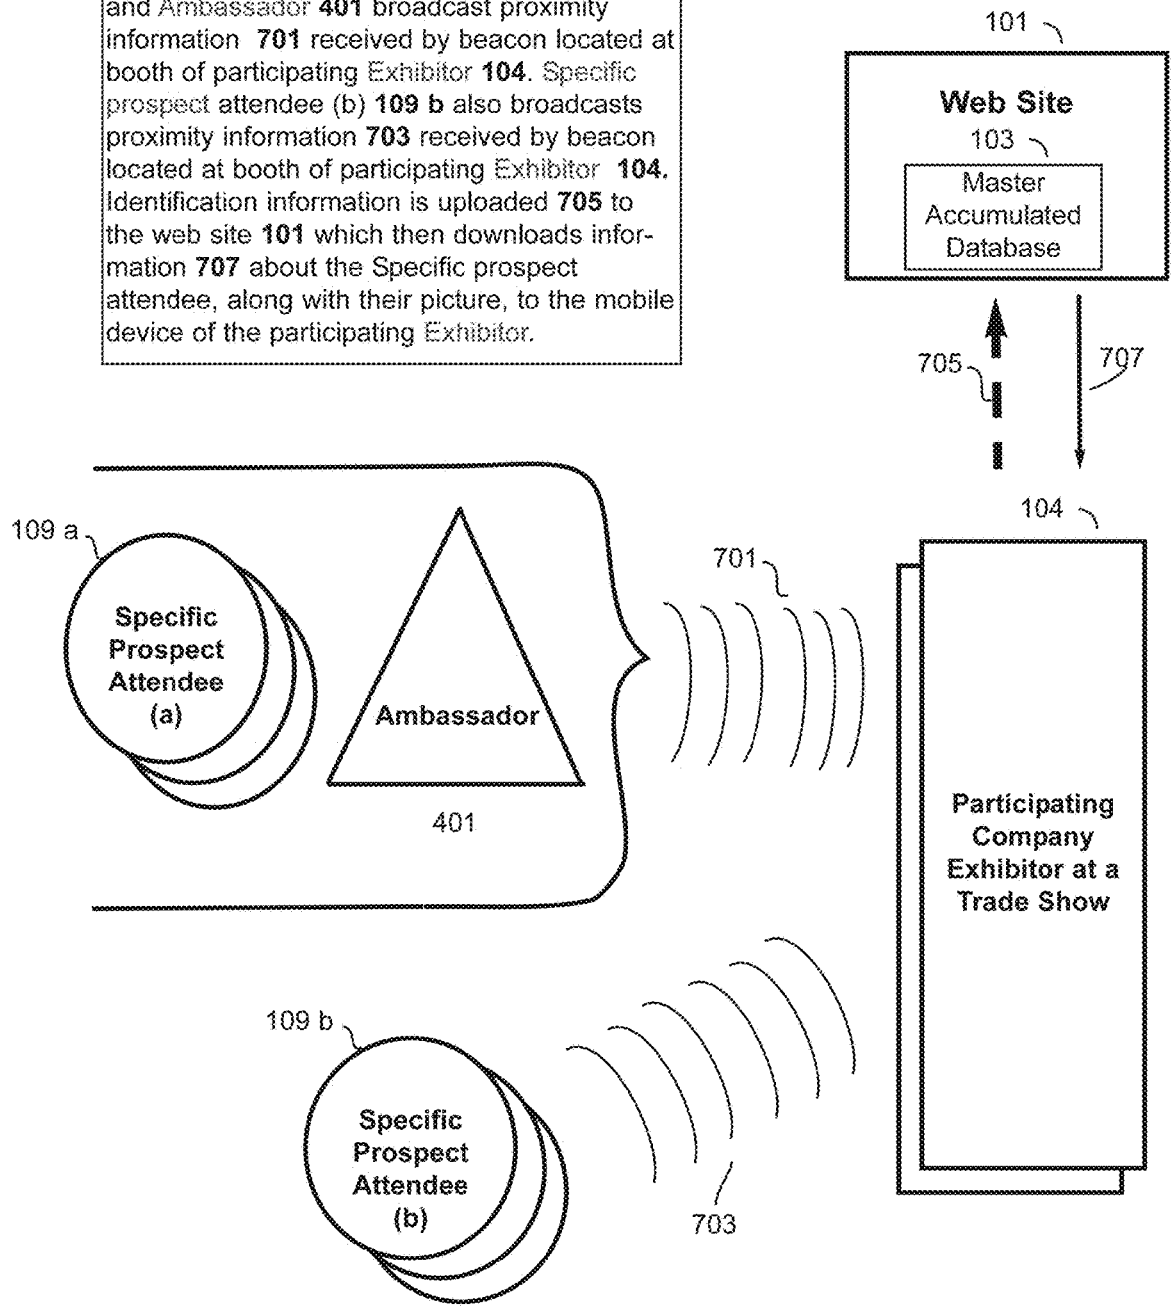 and Ambassador 401 broadcast proximity
information 701 received by beacon located at
booth of participating Exhibitor 104. Specific
prospect attendee (b) 109 b also broadcasts
proximity information 703 received by beacon
located at booth of participating Exhibitor 104.
Identification information is uploaded 705 to
the web site 101 which then downloads infor-
mation 707 about the Specific prospect
attendee, along with their picture, to the mobile
device of the participating Exhibitor.
101
Web Site
103
Master
Accumulated
Database
705
707
104
109 a
Specific
Prospect
Attendee
(a)
Ambassador
401
701
Participating
Company
Exhibitor at a
Trade Show
109 b
Specific
Prospect
Attendee
(b)
703